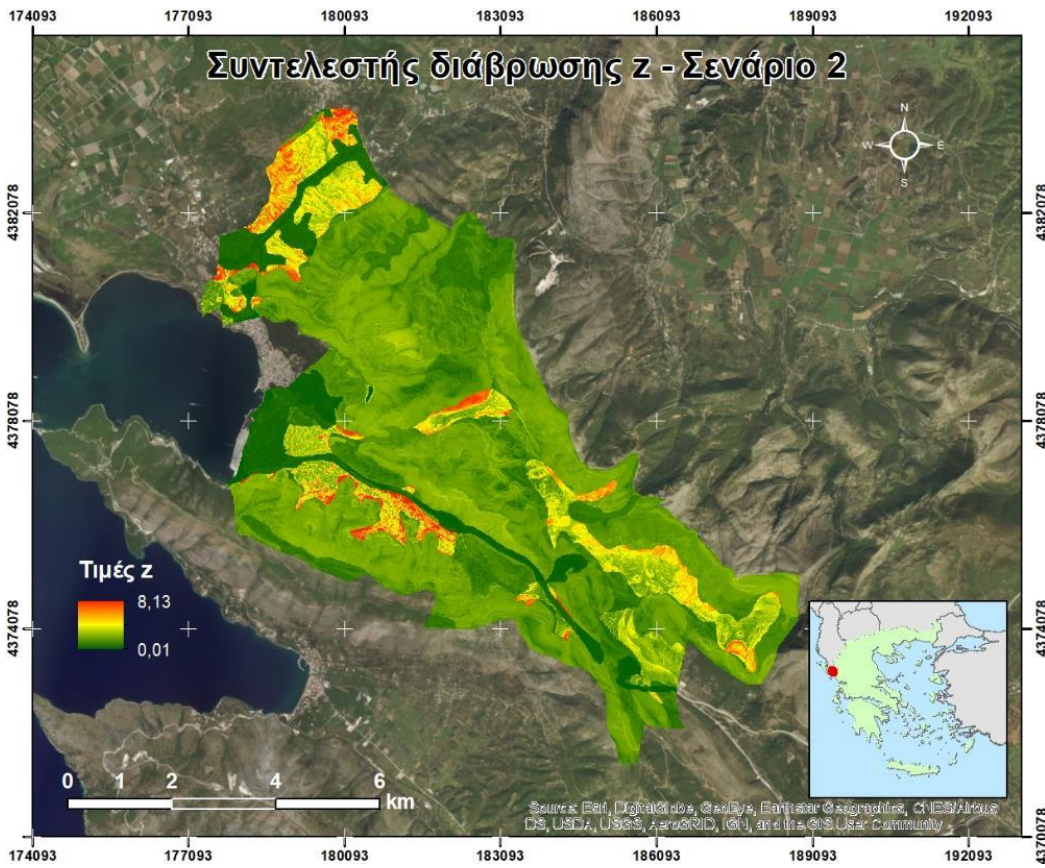 174093 177093 180093 183093 186093 189093 192093
Συντελεστής διάβρωσης z - Σενάριο 2
N
W E
S
4382078 4382078
4378078 4378078
Τιμές z
8,13
0,01
4374078 4374078
0 1 2 4 6
km
Source: Esri, DigitalGlobe, GeoEye, Earthstar Geographics, CNES/Airbus
DS, USDA, USGS, AeroGRID, IGN, and the GIS User Community
4370078 4370078
174093 177093 180093 183093 186093 189093 192093